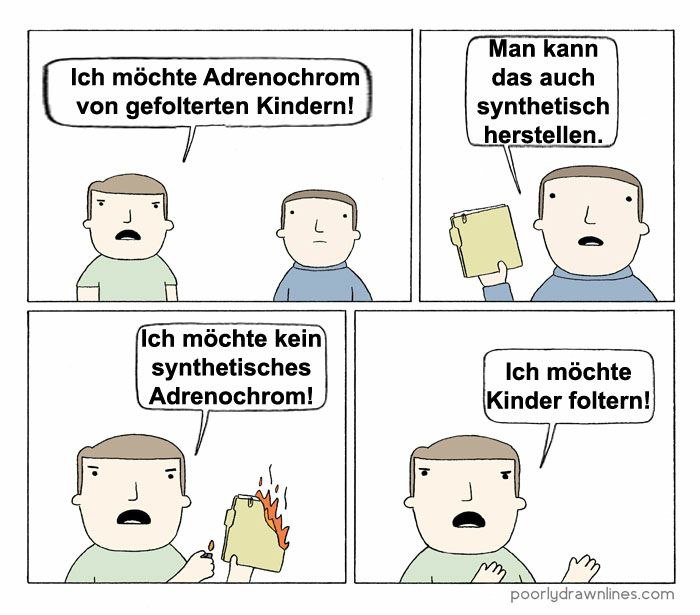 Ich möchte Adrenochrom
von gefolterten Kindern!
Man kann
das auch
synthetisch
herstellen.
Ich möchte kein
synthetisches
Adrenochrom!
Ich möchte
Kinder foltern!
poorlydrawnlines.com